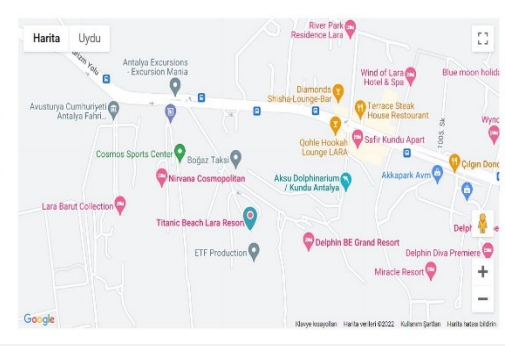 Harita
Uydu
River Park
Residence Lara
Antalya Excursions
- Excursion Mania
Diamonds
Shisha-Lounge-Bar
Wind of Lara
Hotel & Spa
Blue moon holid
Avusturya Cumhuriyeti
Antalya Fahri...
Terrace Steak
House Restourant
Qohle Hookah
Lounge LARA
Safir Kundu Apart
Cosmos Sports Center
Boğaz Taksi
Nirvana Cosmopolitan
Aksu Dolphinarium
/ Kundu Antalya
Akkapark Avm
Çılgın Don
Lara Barut Collection
Titanic Beach Lara Resort
ETF Production
Delphin BE Grand Resort
Delph
Delphin Diva Premiere
Miracle Resort
Google
Klavye kısayolları
Harita verileri ©2022
Kullanım Şartları
Harita hatası bildirin